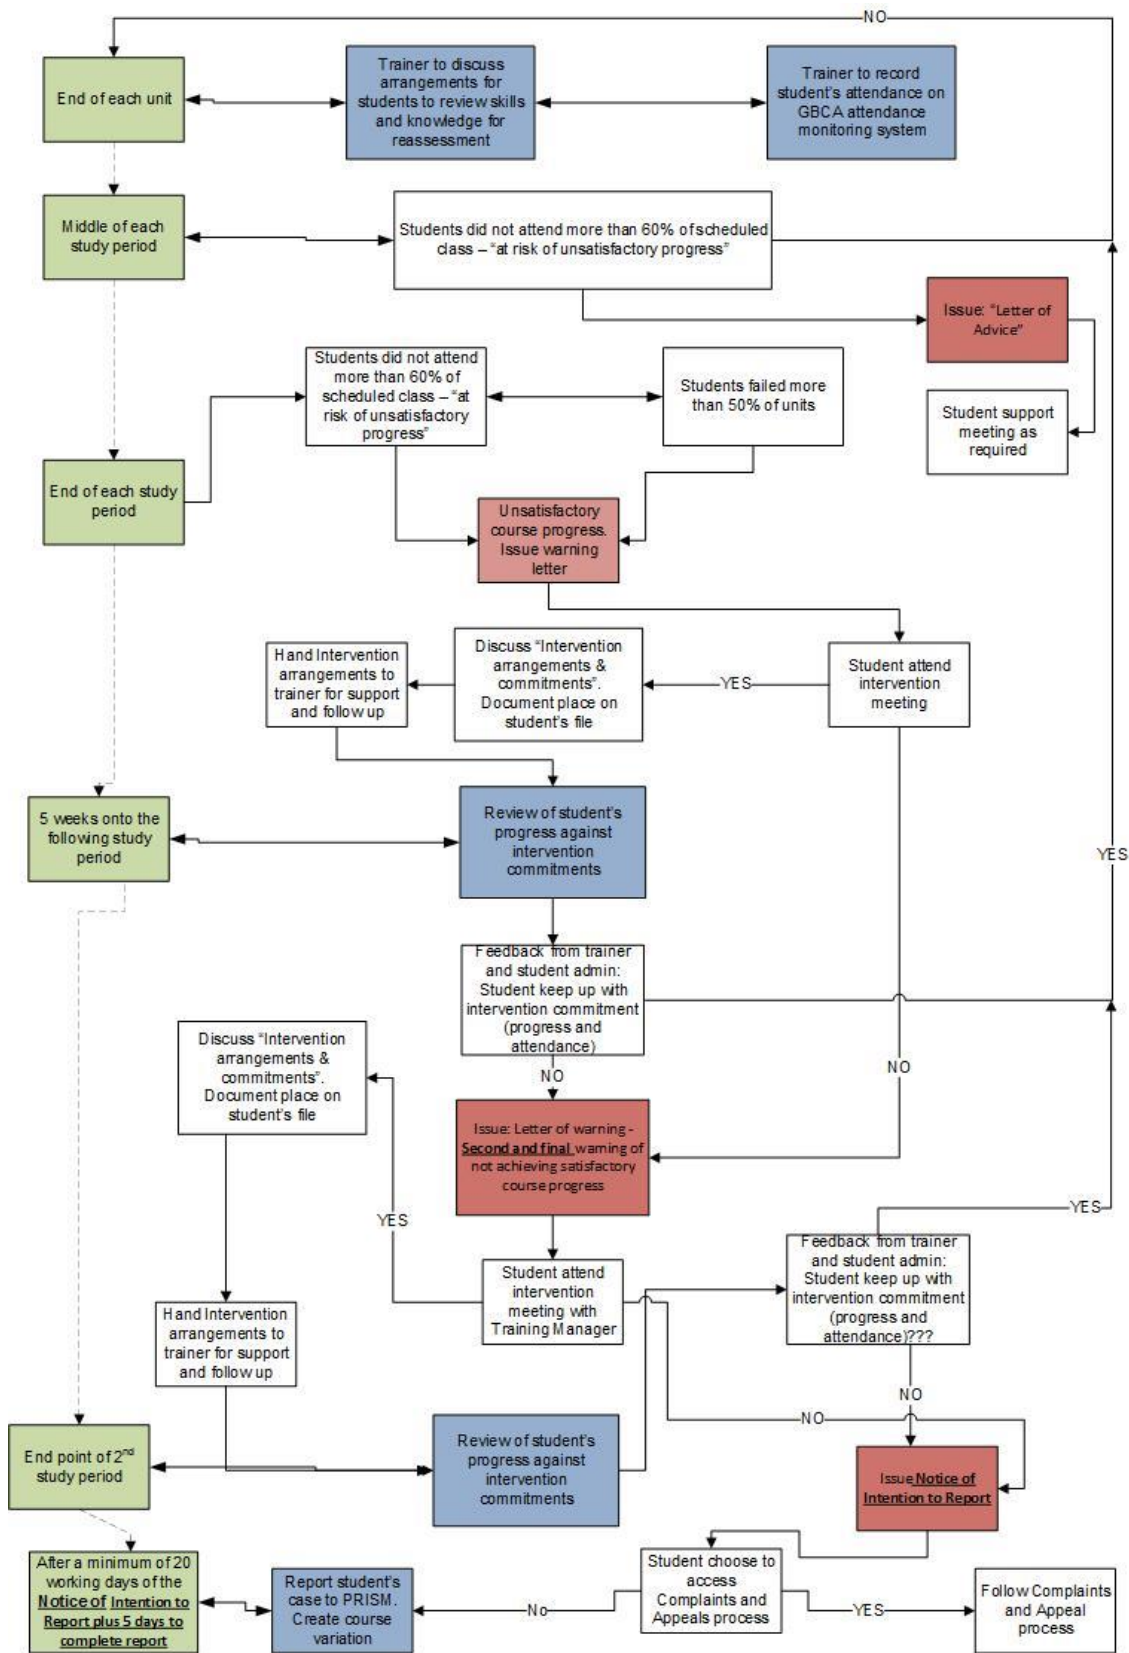 NO
End of each unit
Trainer to discuss
arrangements for
students to review skills
and knowledge for
reassessment
Trainer to record
student's attendance on
GBCA attendance
monitoring system
Middle of each
study period
Students did not attend more than 60% of scheduled
class – "at risk of unsatisfactory progress"
Issue: "Letter of
Advice"
Students did not attend
more than 60% of
scheduled class – "at
risk of unsatisfactory
progress"
Students failed more
than 50% of units
Student support
meeting as
required
End of each study
period
Unsatisfactory
course progress.
Issue warning
letter
Hand Intervention
arrangements to
trainer for support
and follow up
Discuss "Intervention
arrangements &
commitments".
Document place on
student's file
YES
Student attend
intervention
meeting
5 weeks onto the
following study
period
Review of student's
progress against
intervention
commitments
YES
Feedback from trainer
and student admin:
Student keep up with
intervention commitment
(progress and
attendance)
Discuss "Intervention
arrangements &
commitments".
Document place on
student's file
NO
NO
Issue: Letter of warning -
Second and final warning of
not achieving satisfactory
course progress
YES
YES
Student attend
intervention
meeting with
Training Manager
Feedback from trainer
and student admin:
Student keep up with
intervention commitment
(progress and
attendance)???
Hand Intervention
arrangements to
trainer for support
and follow up
NO
NO
End point of 2nd
study period
Review of student's
progress against
intervention
commitments
Issue Notice of
Intention to Report
After a minimum of 20
working days of the
Notice of Intention to
Report plus 5 days to
complete report
Report student's
case to PRISM.
Create course
variation
No
Student choose to
access
Complaints and
Appeals process
YES
Follow Complaints
and Appeal
process